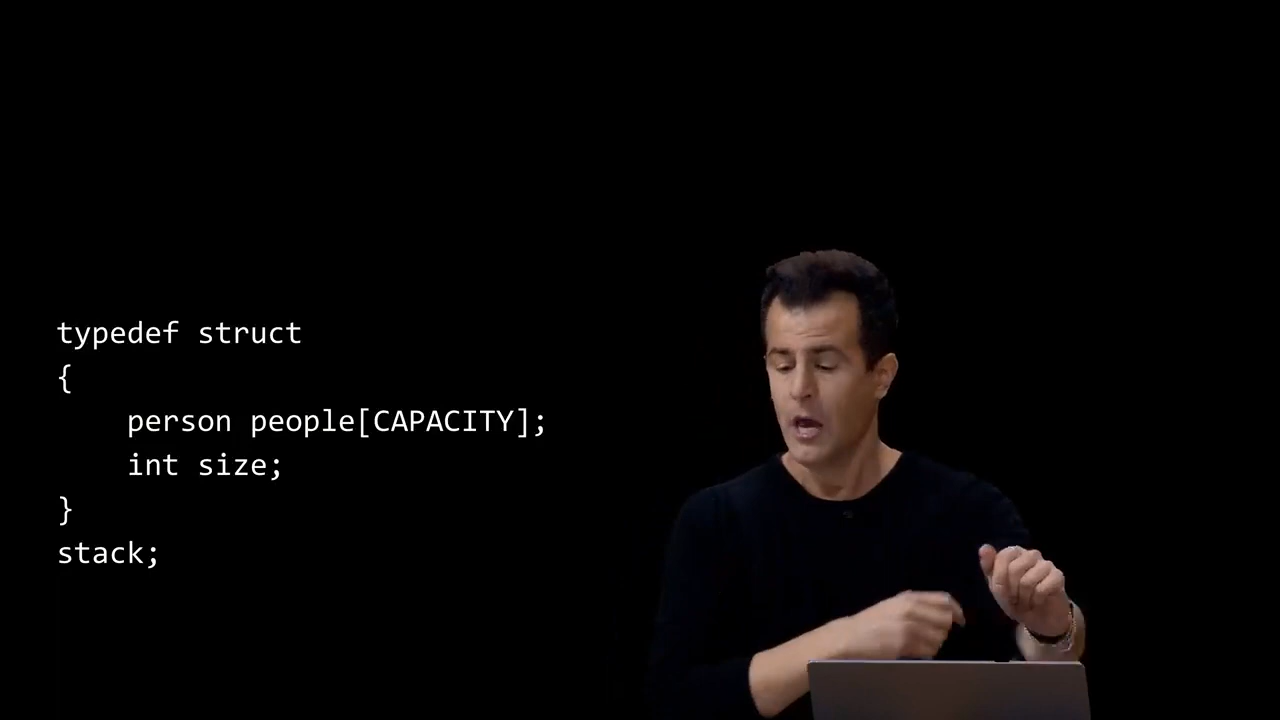 typedef struct
{
    person people[CAPACITY];
    int size;
}
stack;